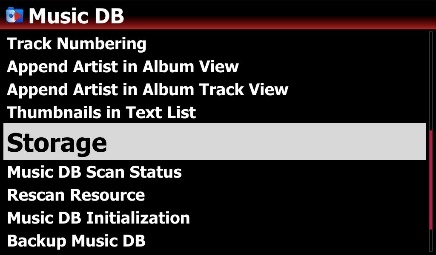 Music DB
Track Numbering
Append Artist in Album View
Append Artist in Album Track View
Thumbnails in Text List
Storage
Music DB Scan Status
Rescan Resource
Music DB Initialization
Backup Music DB